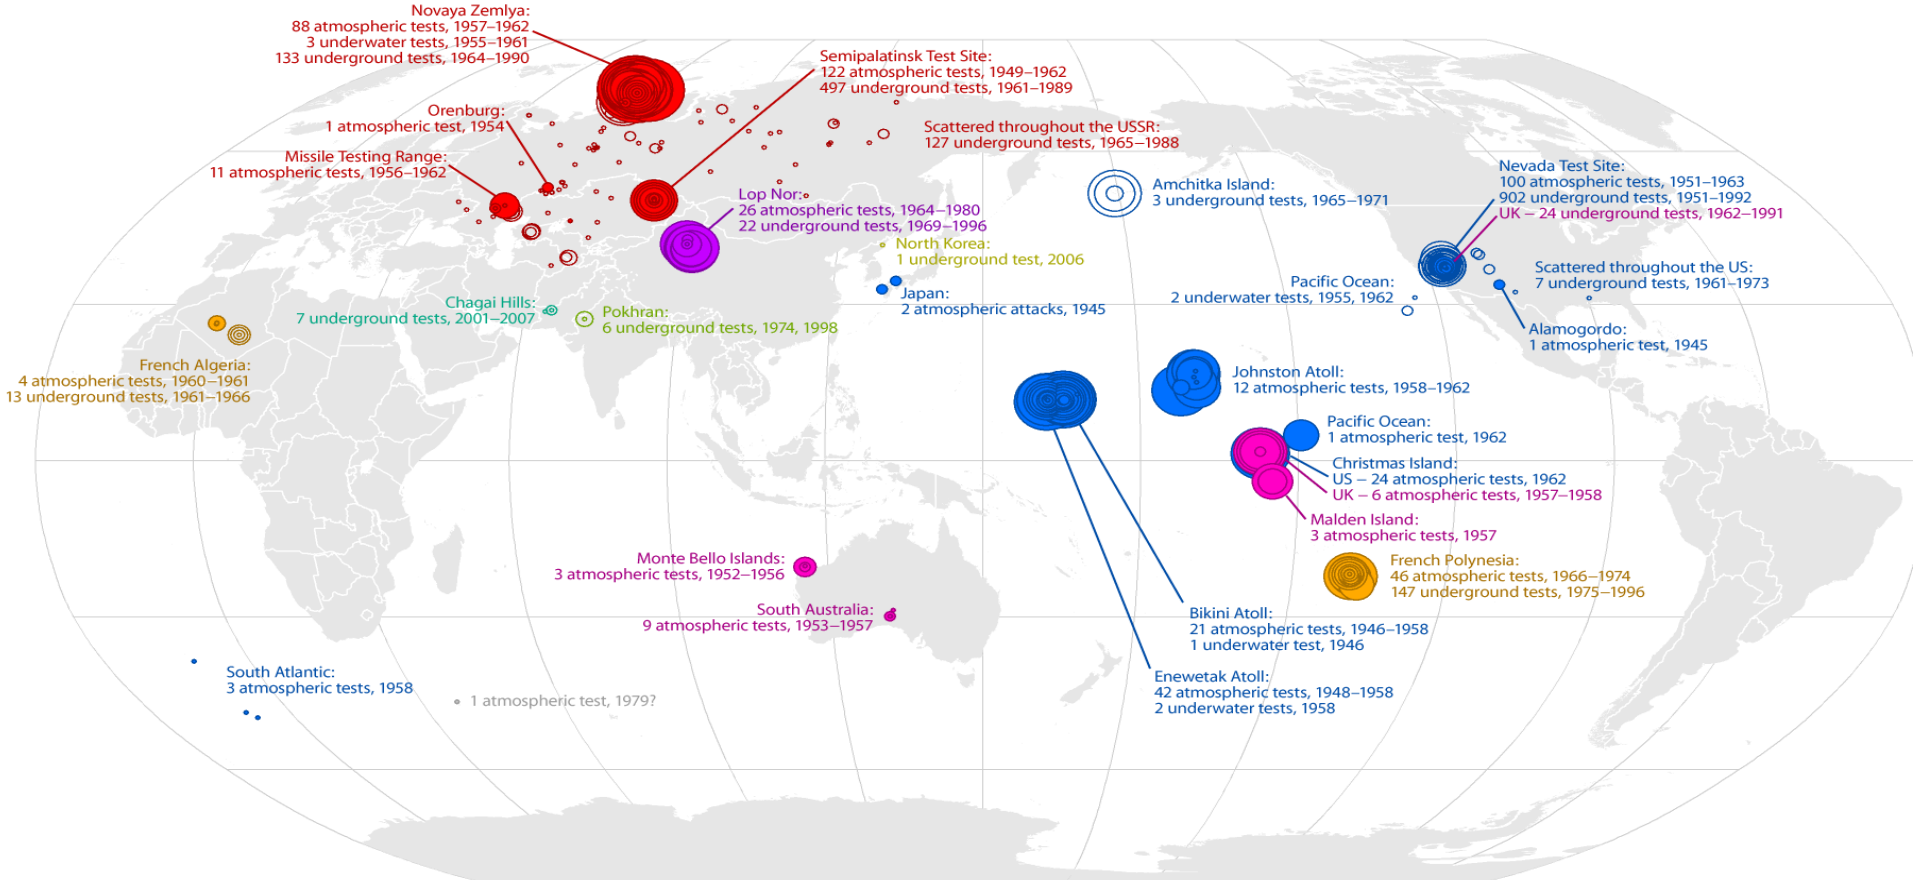 Novaya Zemlya:
88 atmospheric tests, 1957–1962
3 underwater tests, 1955–1961
133 underground tests, 1964–1990
Semipalatinsk Test Site:
122 atmospheric tests, 1949–1962
497 underground tests, 1961–1989
Orenburg:
1 atmospheric test, 1954
Scattered throughout the USSR:
127 underground tests, 1965–1988
Missile Testing Range:
11 atmospheric tests, 1956–1962
Nevada Test Site:
100 atmospheric tests, 1951–1963
902 underground tests, 1951–1992
UK – 24 underground tests, 1962–1991
Amchitka Island:
3 underground tests, 1965–1971
Lop Nor:
26 atmospheric tests, 1964–1980
22 underground tests, 1969–1996
North Korea:
1 underground test, 2006
Scattered throughout the US:
7 underground tests, 1961–1973
Pacific Ocean:
2 underwater tests, 1955, 1962
Japan:
2 atmospheric attacks, 1945
Chagai Hills:
7 underground tests, 2001–2007
Pokhran:
6 underground tests, 1974, 1998
Alamogordo:
1 atmospheric test, 1945
French Algeria:
4 atmospheric tests, 1960–1961
13 underground tests, 1961–1966
Johnston Atoll:
12 atmospheric tests, 1958–1962
Pacific Ocean:
1 atmospheric test, 1962
Christmas Island:
US – 24 atmospheric tests, 1962
UK – 6 atmospheric tests, 1957–1958
Malden Island:
3 atmospheric tests, 1957
Monte Bello Islands:
3 atmospheric tests, 1952–1956
French Polynesia:
46 atmospheric tests, 1966–1974
147 underground tests, 1975–1996
South Australia:
9 atmospheric tests, 1953–1957
Bikini Atoll:
21 atmospheric tests, 1946–1958
1 underwater test, 1946
South Atlantic:
3 atmospheric tests, 1958
Enewetak Atoll:
42 atmospheric tests, 1948–1958
2 underwater tests, 1958
1 atmospheric test, 1979?